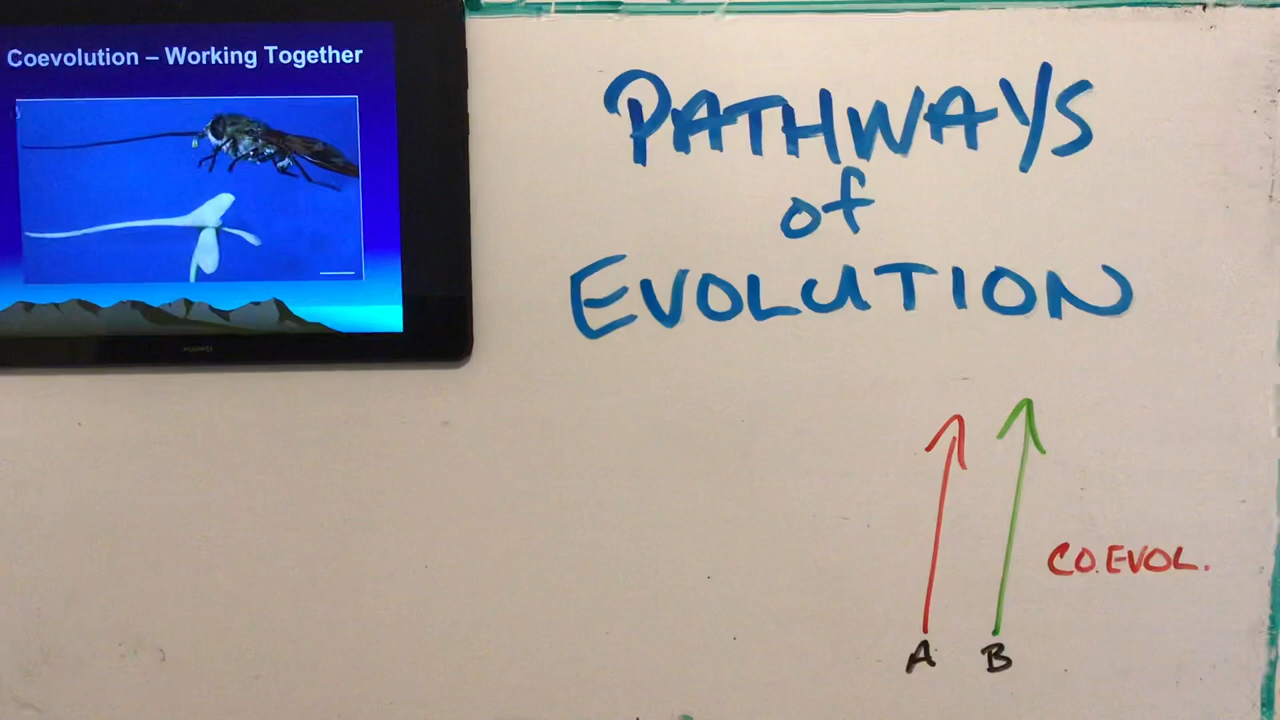 Coevolution – Working Together
PATHWAYS
of
EVOLUTION
CO.EVOL.
A B